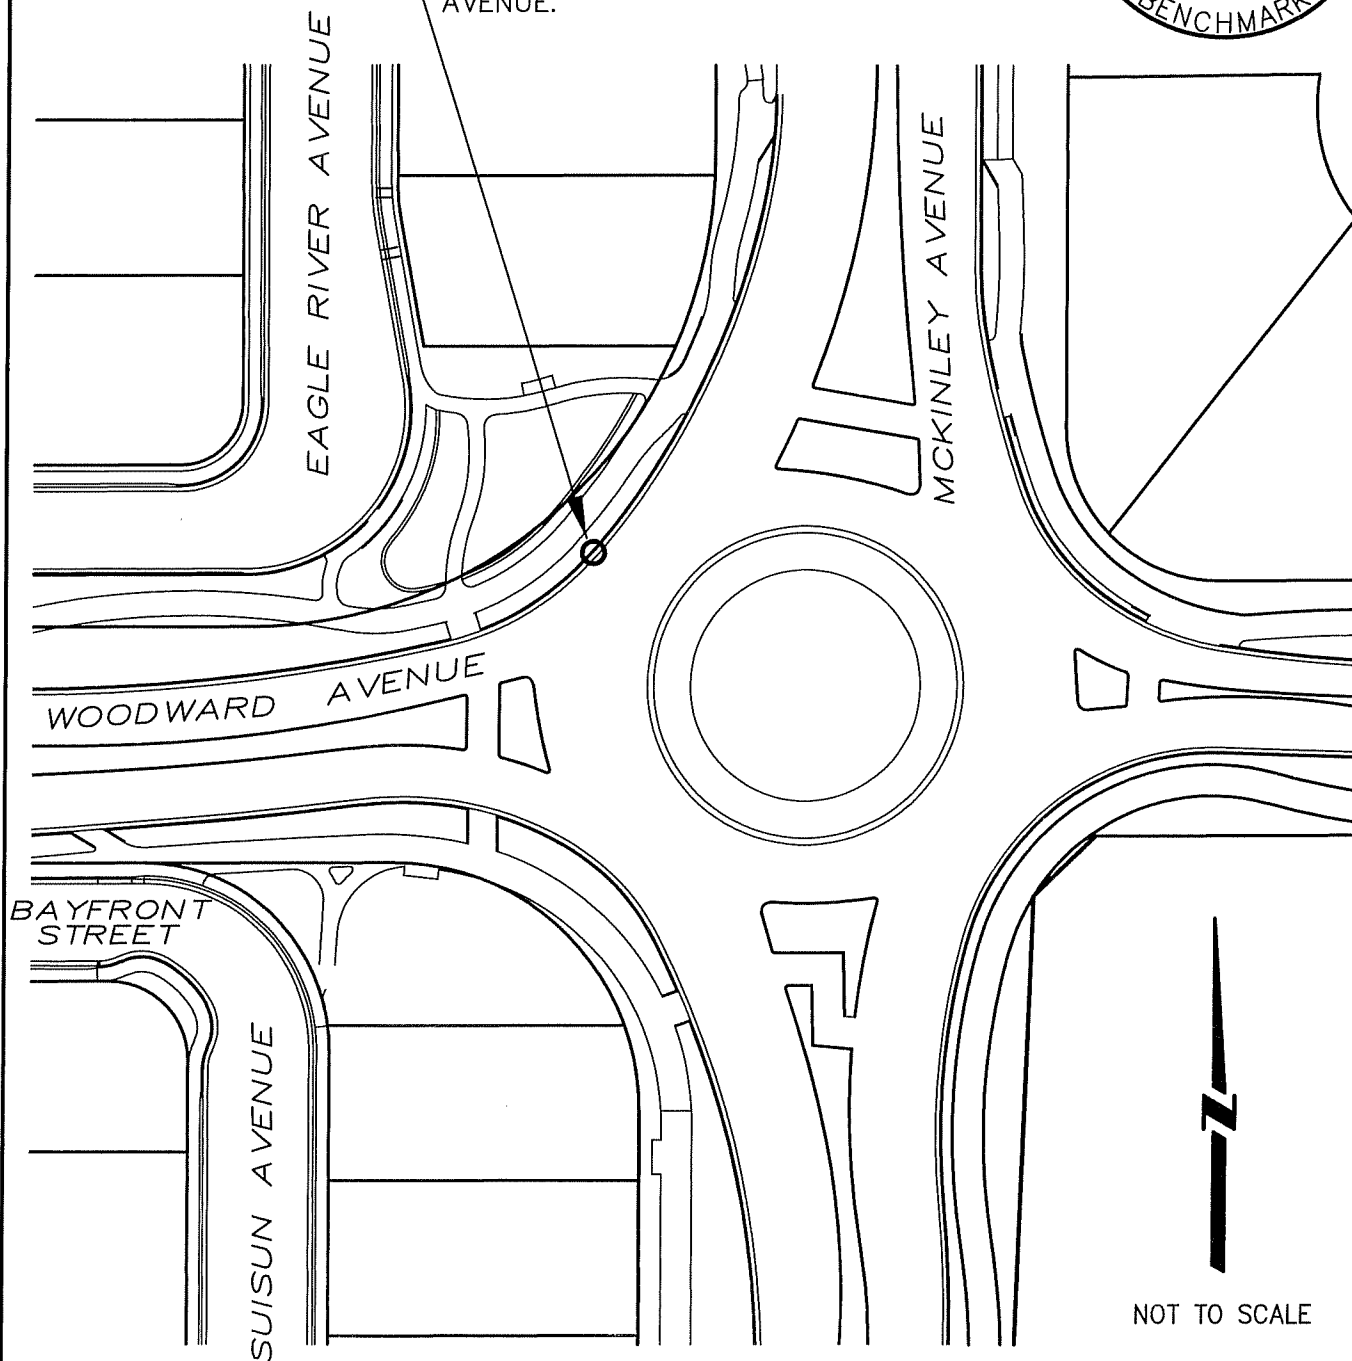 AVENUE.
BENCHMARK
EAGLE RIVER AVENUE
MCKINLEY AVENUE
WOODWARD AVENUE
BAYFRONT
STREET
SUISUN AVENUE
N
NOT TO SCALE